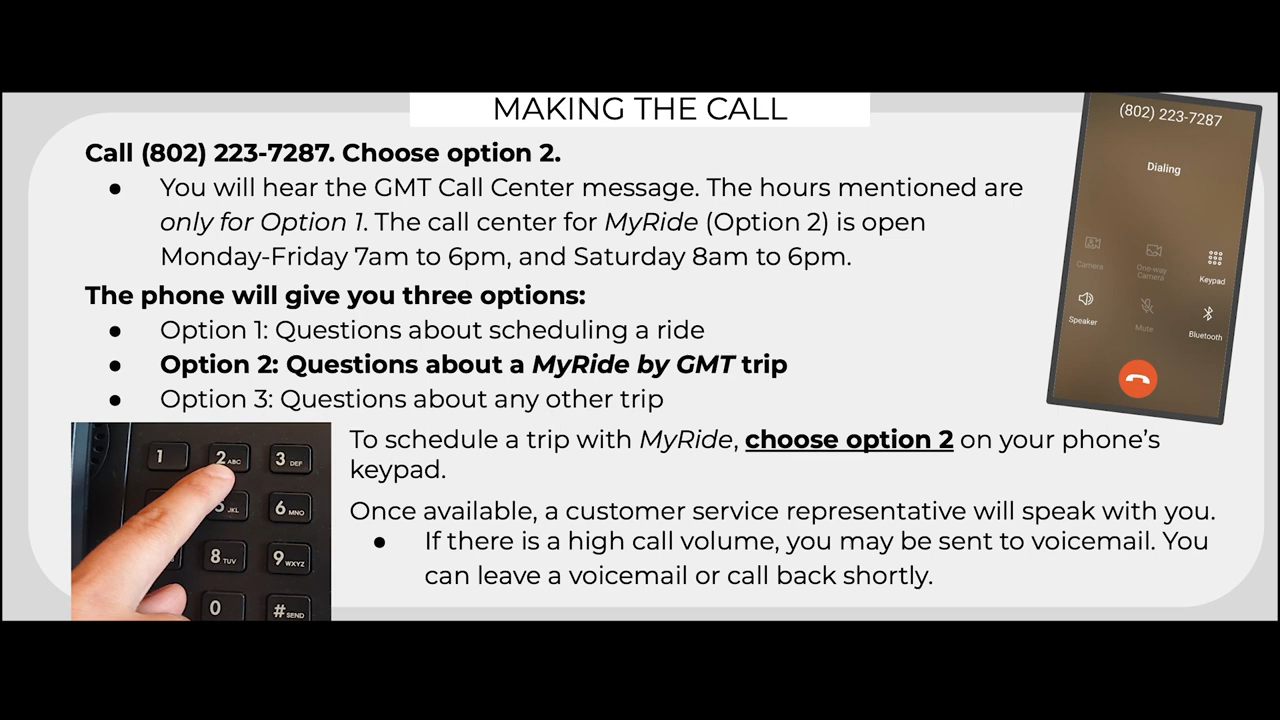 MAKING THE CALL
Call (802) 223-7287. Choose option 2.
● You will hear the GMT Call Center message. The hours mentioned are
only for Option 1. The call center for MyRide (Option 2) is open
Monday-Friday 7am to 6pm, and Saturday 8am to 6pm.
The phone will give you three options:
● Option 1: Questions about scheduling a ride
● Option 2: Questions about a MyRide by GMT trip
● Option 3: Questions about any other trip
To schedule a trip with MyRide, choose option 2 on your phone's
keypad.
Once available, a customer service representative will speak with you.
● If there is a high call volume, you may be sent to voicemail. You
can leave a voicemail or call back shortly.
(802) 223-7287
Dialing
Camera
One-way
Camera
Keypad
Speaker
Mute
Bluetooth
1 2 ABC 3 DEF
5 JKL 6 MNO
8 TUV 9 WXYZ
0 # SEND